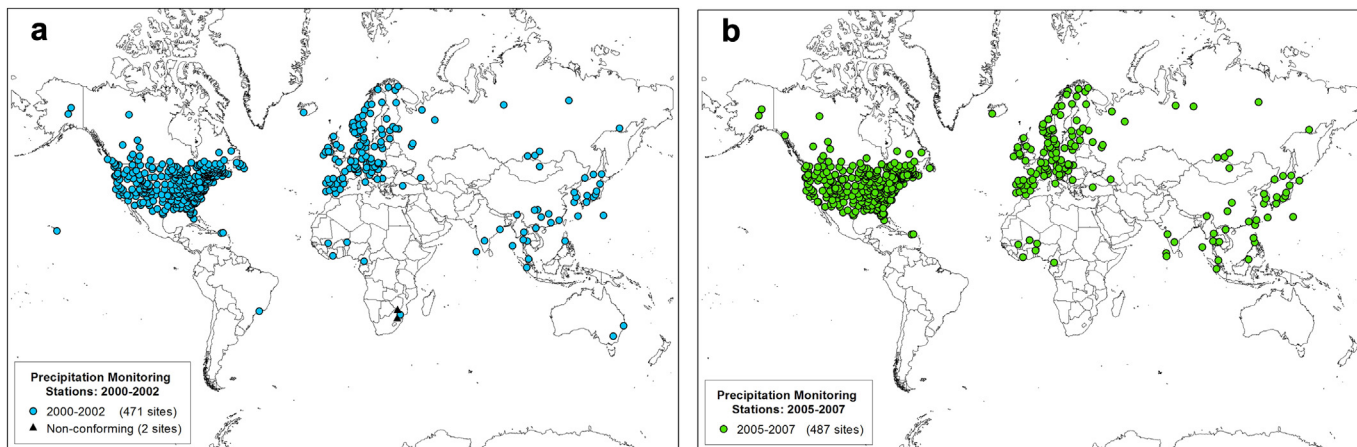 a
Precipitation Monitoring
Stations: 2000-2002
2000-2002 (471 sites)
Non-conforming (2 sites)
b
Precipitation Monitoring
Stations: 2005-2007
2005-2007 (487 sites)